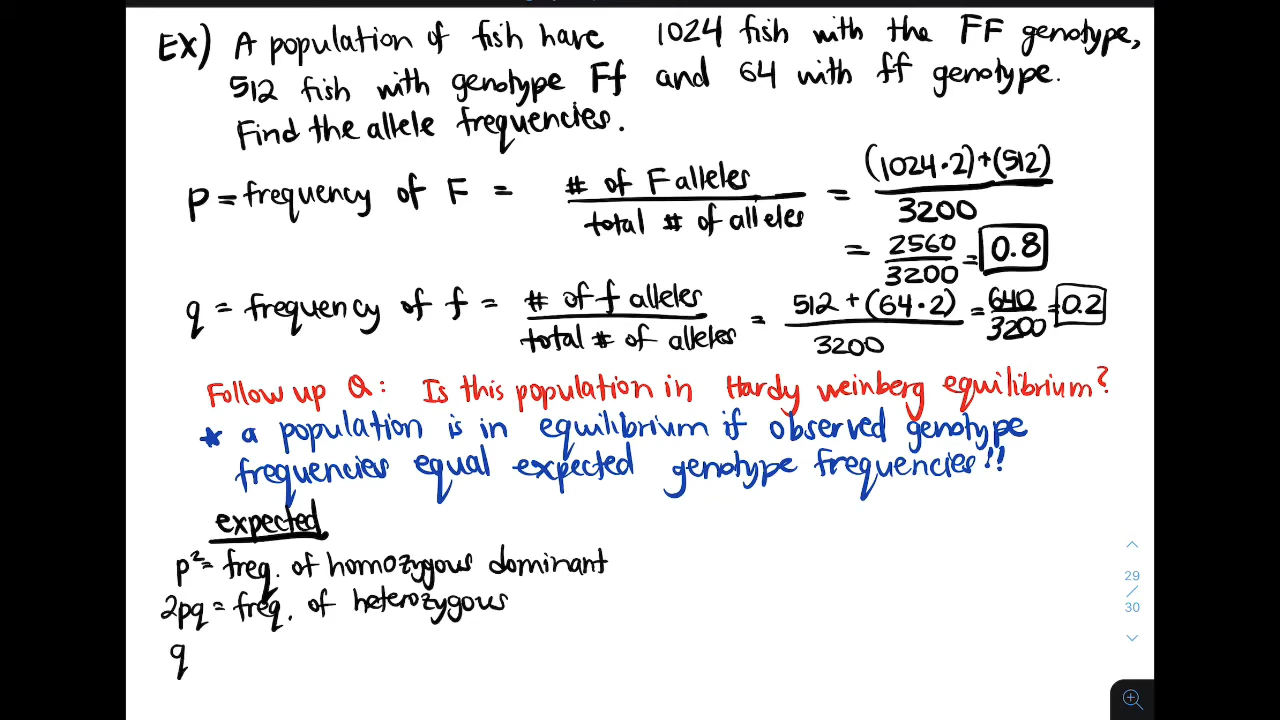 Ex) A population of fish have 1024 fish with the FF genotype,
512 fish with genotype Ff and 64 with ff genotype.
Find the allele frequencies.
p = frequency of F = # of F alleles / total # of alleles = (1024·2)+(512) / 3200
= 2560 / 3200 = 0.8
q = frequency of f = # of f alleles / total # of alleles = 512 + (64·2) / 3200 = 640 / 3200 = 0.2
Follow up Q: Is this population in Hardy weinberg equilibrium?
* a population is in equilibrium if observed genotype
frequencies equal expected genotype frequencies!!
expected
p² = freq. of homozygous dominant
2pq = freq. of heterozygous
q
29
/
30